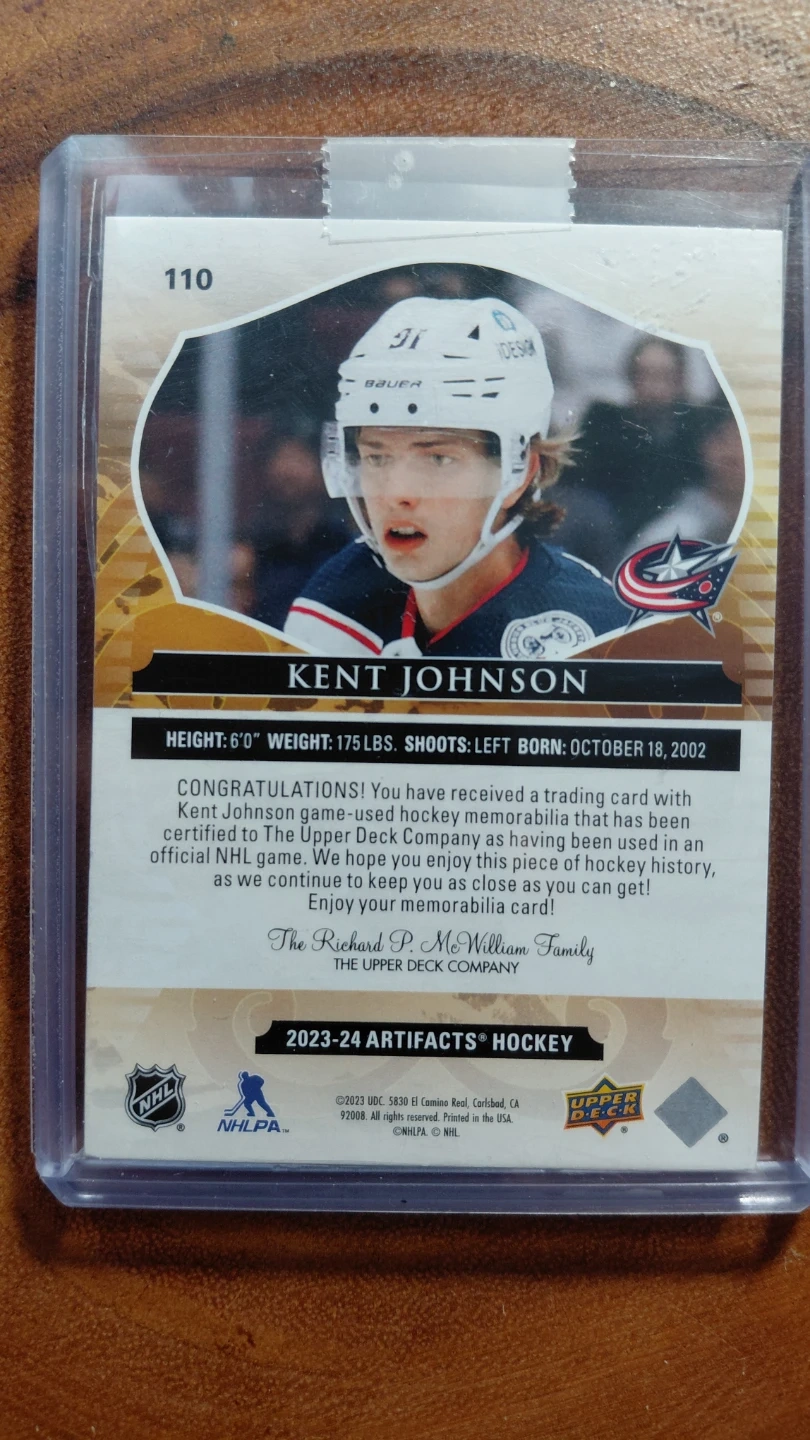 110
91
BAUER
KENT JOHNSON
HEIGHT: 6'0" WEIGHT: 175 LBS. SHOOTS: LEFT BORN: OCTOBER 18, 2002
CONGRATULATIONS! You have received a trading card with
Kent Johnson game-used hockey memorabilia that has been
certified to The Upper Deck Company as having been used in an
official NHL game. We hope you enjoy this piece of hockey history,
as we continue to keep you as close as you can get!
Enjoy your memorabilia card!
The Richard P. McWilliam Family
THE UPPER DECK COMPANY
2023-24 ARTIFACTS® HOCKEY
NHL ®
NHLPA™
©2023 UDC. 5830 El Camino Real, Carlsbad, CA
92008. All rights reserved. Printed in the USA.
©NHLPA. © NHL.
UPPER
D·E·C·K ®
®